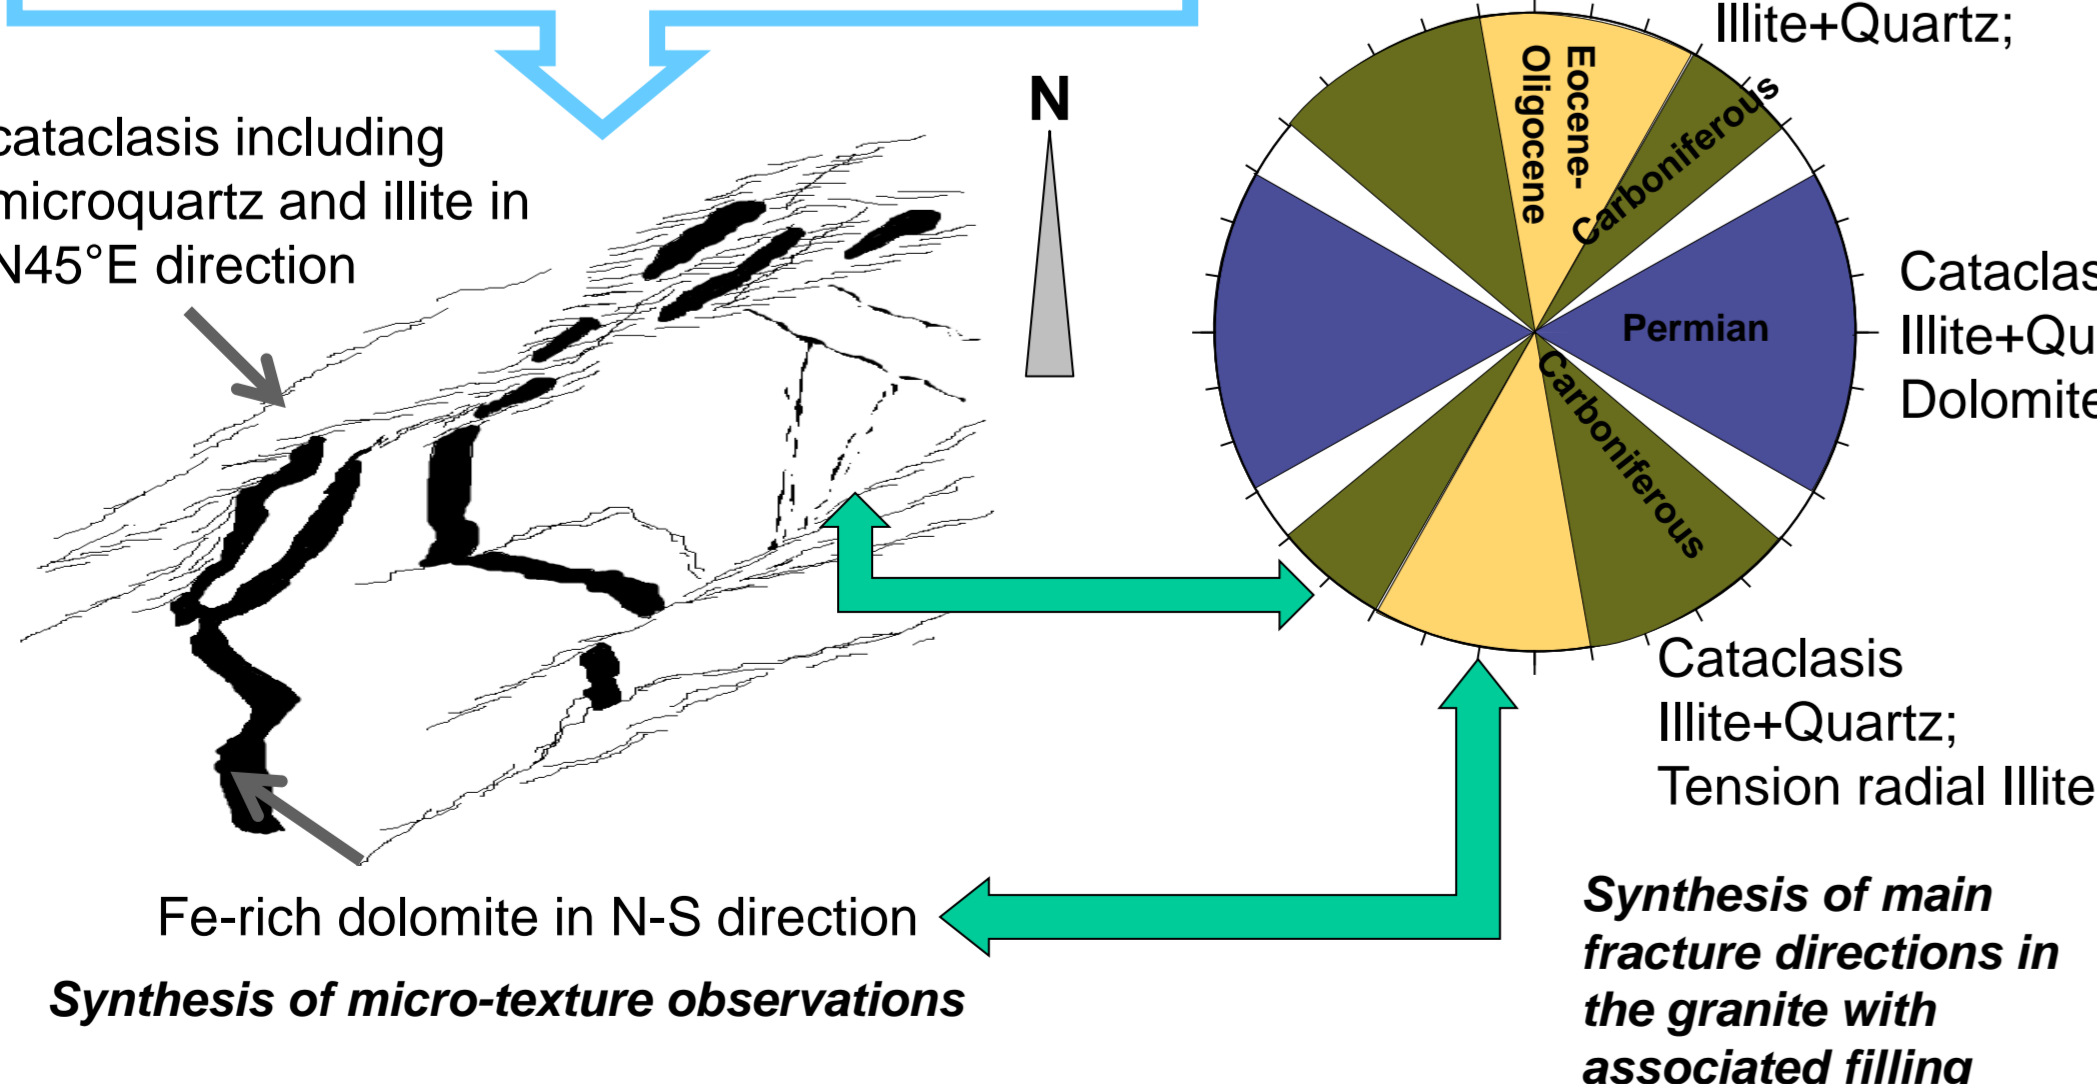 Illite+Quartz;
cataclasis including
microquartz and illite in
N45°E direction
N
Eocene-
Oligocene
Carboniferous
Permian
Carboniferous
Cataclas
Illite+Qu
Dolomite
Cataclasis
Illite+Quartz;
Tension radial Illite
Fe-rich dolomite in N-S direction
Synthesis of micro-texture observations
Synthesis of main
fracture directions in
the granite with
associated filling